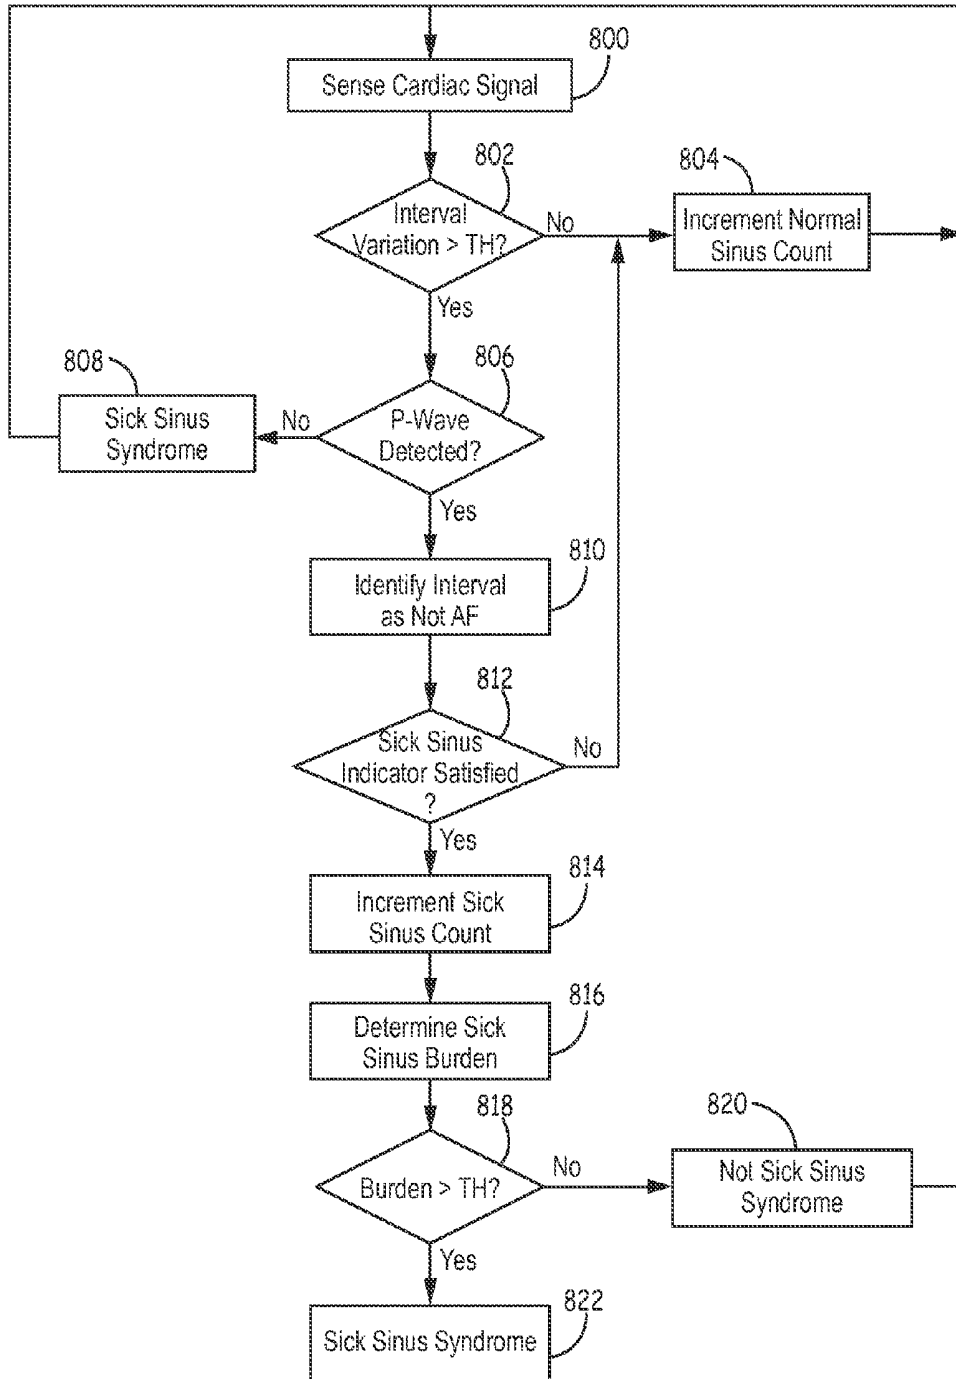 800
Sense Cardiac Signal
802
804
Interval
Variation > TH?
No
Increment Normal
Sinus Count
Yes
806
808
P-Wave
Detected?
No
Sick Sinus
Syndrome
Yes
810
Identify Interval
as Not AF
812
Sick Sinus
Indicator Satisfied
?
No
Yes
814
Increment Sick
Sinus Count
816
Determine Sick
Sinus Burden
818
820
Burden > TH?
No
Not Sick Sinus
Syndrome
Yes
822
Sick Sinus Syndrome